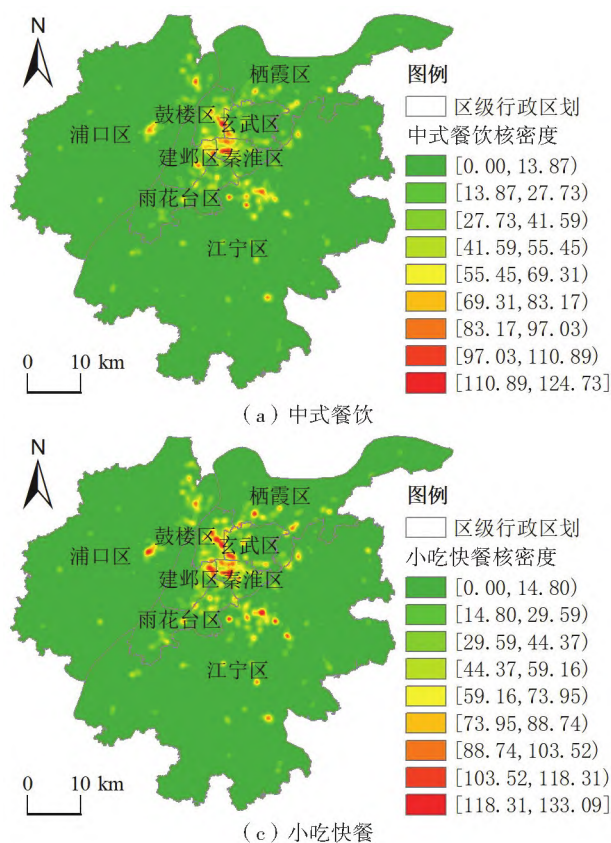 N
栖霞区
鼓楼区
玄武区
浦口区
建邺区
秦淮区
雨花台区
江宁区
0 10 km
图例
区级行政区划
中式餐饮核密度
[0.00,13.87)
[13.87,27.73)
[27.73,41.59)
[41.59,55.45)
[55.45,69.31)
[69.31,83.17)
[83.17,97.03)
[97.03,110.89)
[110.89,124.73]
(a)中式餐饮
N
栖霞区
鼓楼区
玄武区
浦口区
建邺区
秦淮区
雨花台区
江宁区
0 10 km
图例
区级行政区划
小吃快餐核密度
[0.00,14.80)
[14.80,29.59)
[29.59,44.37)
[44.37,59.16)
[59.16,73.95)
[73.95,88.74)
[88.74,103.52)
[103.52,118.31)
[118.31,133.09]
(c)小吃快餐